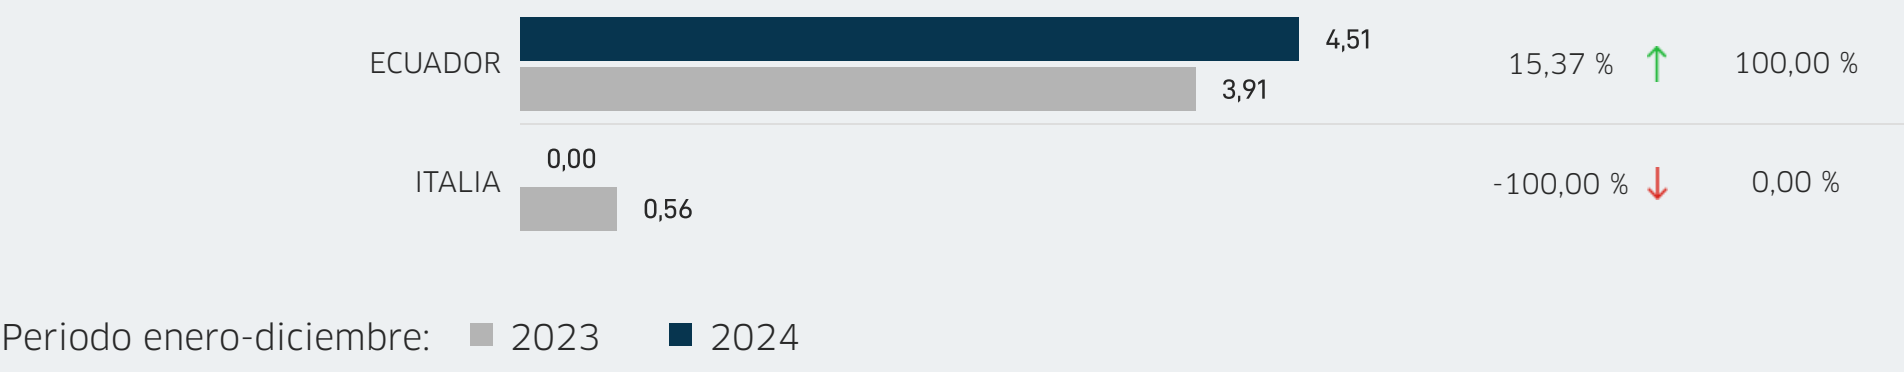 4,51
ECUADOR 15,37 % ↑ 100,00 %
3,91
0,00
ITALIA -100,00 % ↓ 0,00 %
0,56
Periodo enero-diciembre: 2023 2024